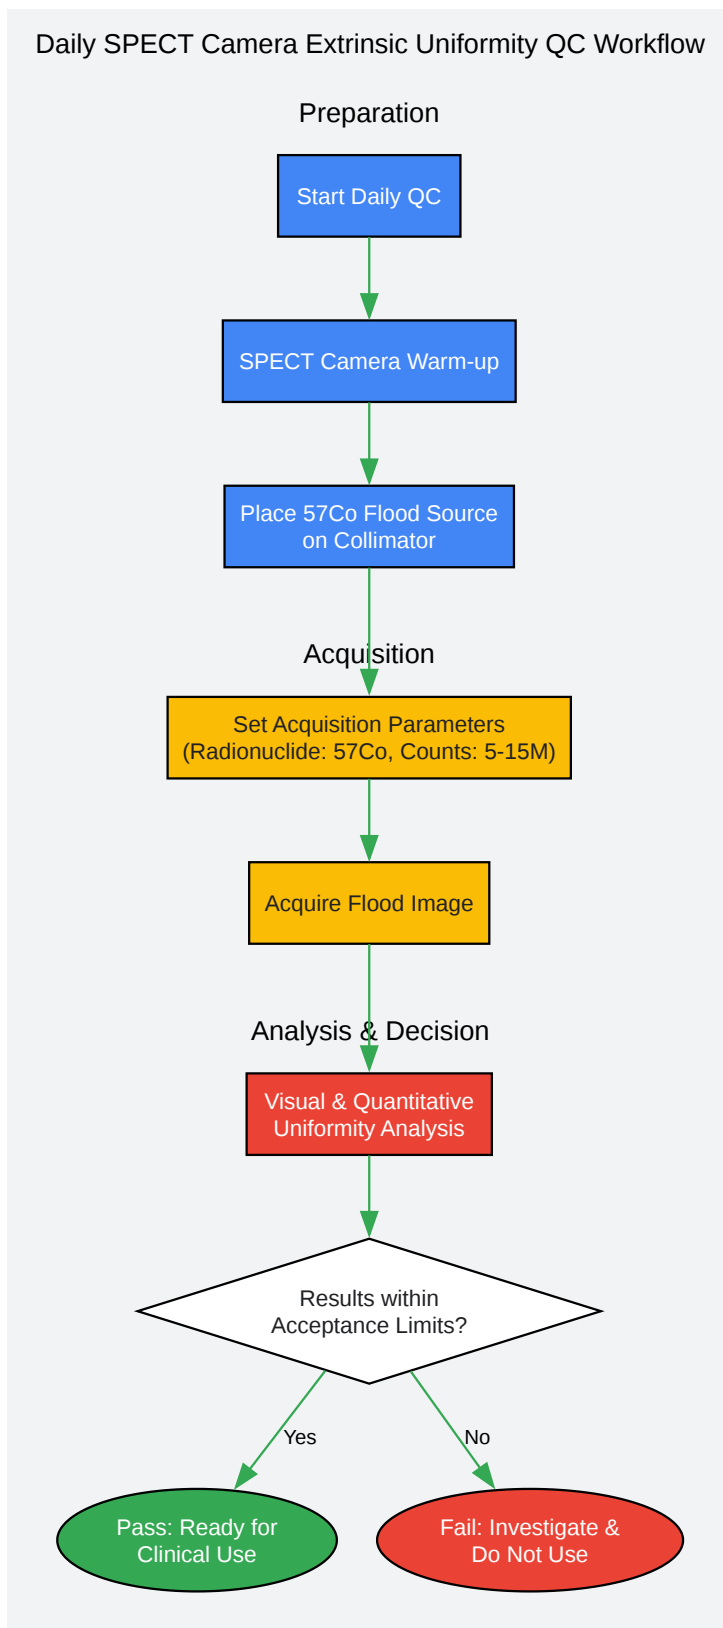 Daily SPECT Camera Extrinsic Uniformity QC Workflow
Preparation
Start Daily QC
SPECT Camera Warm-up
Place 57Co Flood Source
on Collimator
Acquisition
Set Acquisition Parameters
(Radionuclide: 57Co, Counts: 5-15M)
Acquire Flood Image
Analysis & Decision
Visual & Quantitative
Uniformity Analysis
Results within
Acceptance Limits?
Yes
No
Pass: Ready for
Clinical Use
Fail: Investigate &
Do Not Use